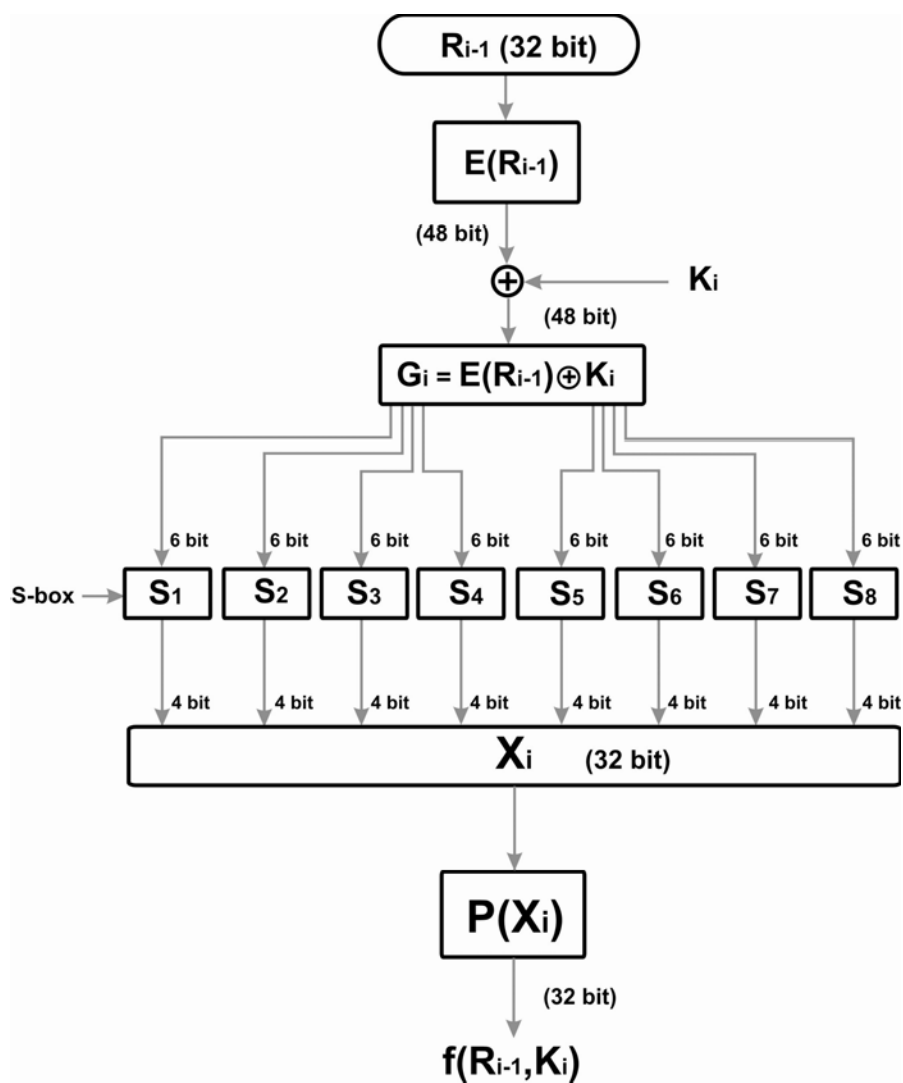 Ri-1 (32 bit)
E(Ri-1)
(48 bit)
Ki
(48 bit)
Gi = E(Ri-1)⊕Ki
6 bit 6 bit 6 bit 6 bit 6 bit 6 bit 6 bit 6 bit
S-box S1 S2 S3 S4 S5 S6 S7 S8
4 bit 4 bit 4 bit 4 bit 4 bit 4 bit 4 bit 4 bit
Xi (32 bit)
P(Xi)
(32 bit)
f(Ri-1,Ki)